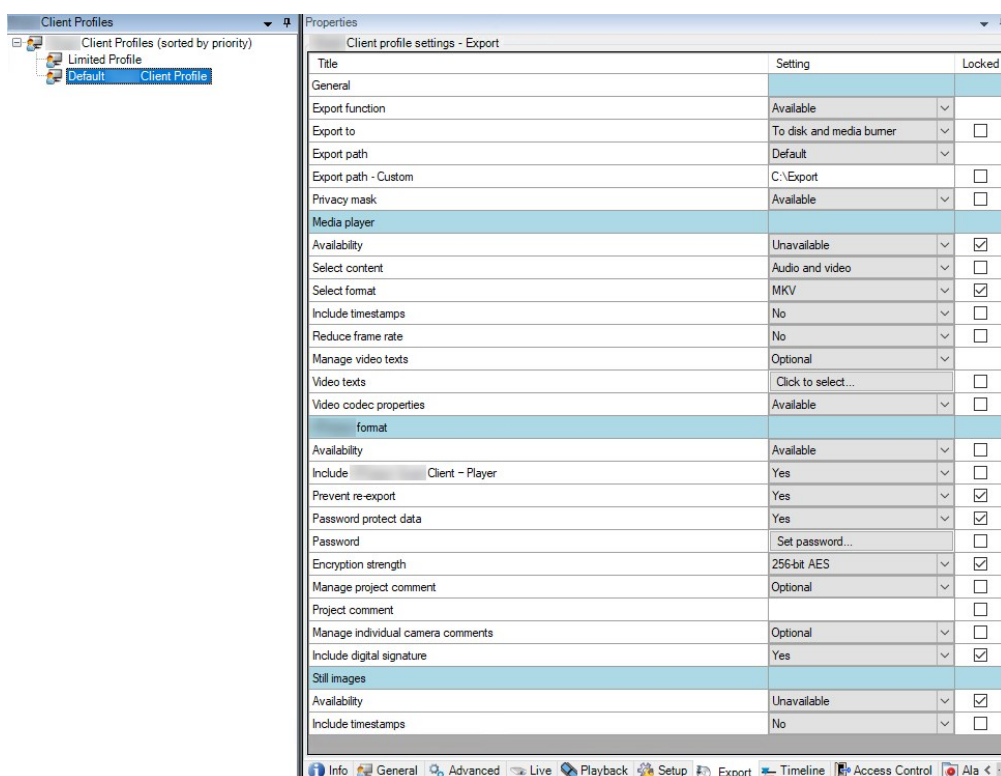 Client Profiles
Client Profiles (sorted by priority)
Limited Profile
Default Client Profile
Properties
Client profile settings - Export
Title Setting Locked
General
Export function Available
Export to To disk and media burner
Export path Default
Export path - Custom C:\Export
Privacy mask Available
Media player
Availability Unavailable
Select content Audio and video
Select format MKV
Include timestamps No
Reduce frame rate No
Manage video texts Optional
Video texts Click to select...
Video codec properties Available
format
Availability Available
Include Client – Player Yes
Prevent re-export Yes
Password protect data Yes
Password Set password...
Encryption strength 256-bit AES
Manage project comment Optional
Project comment
Manage individual camera comments Optional
Include digital signature Yes
Still images
Availability Unavailable
Include timestamps No
Info General Advanced Live Playback Setup Export Timeline Access Control Ala